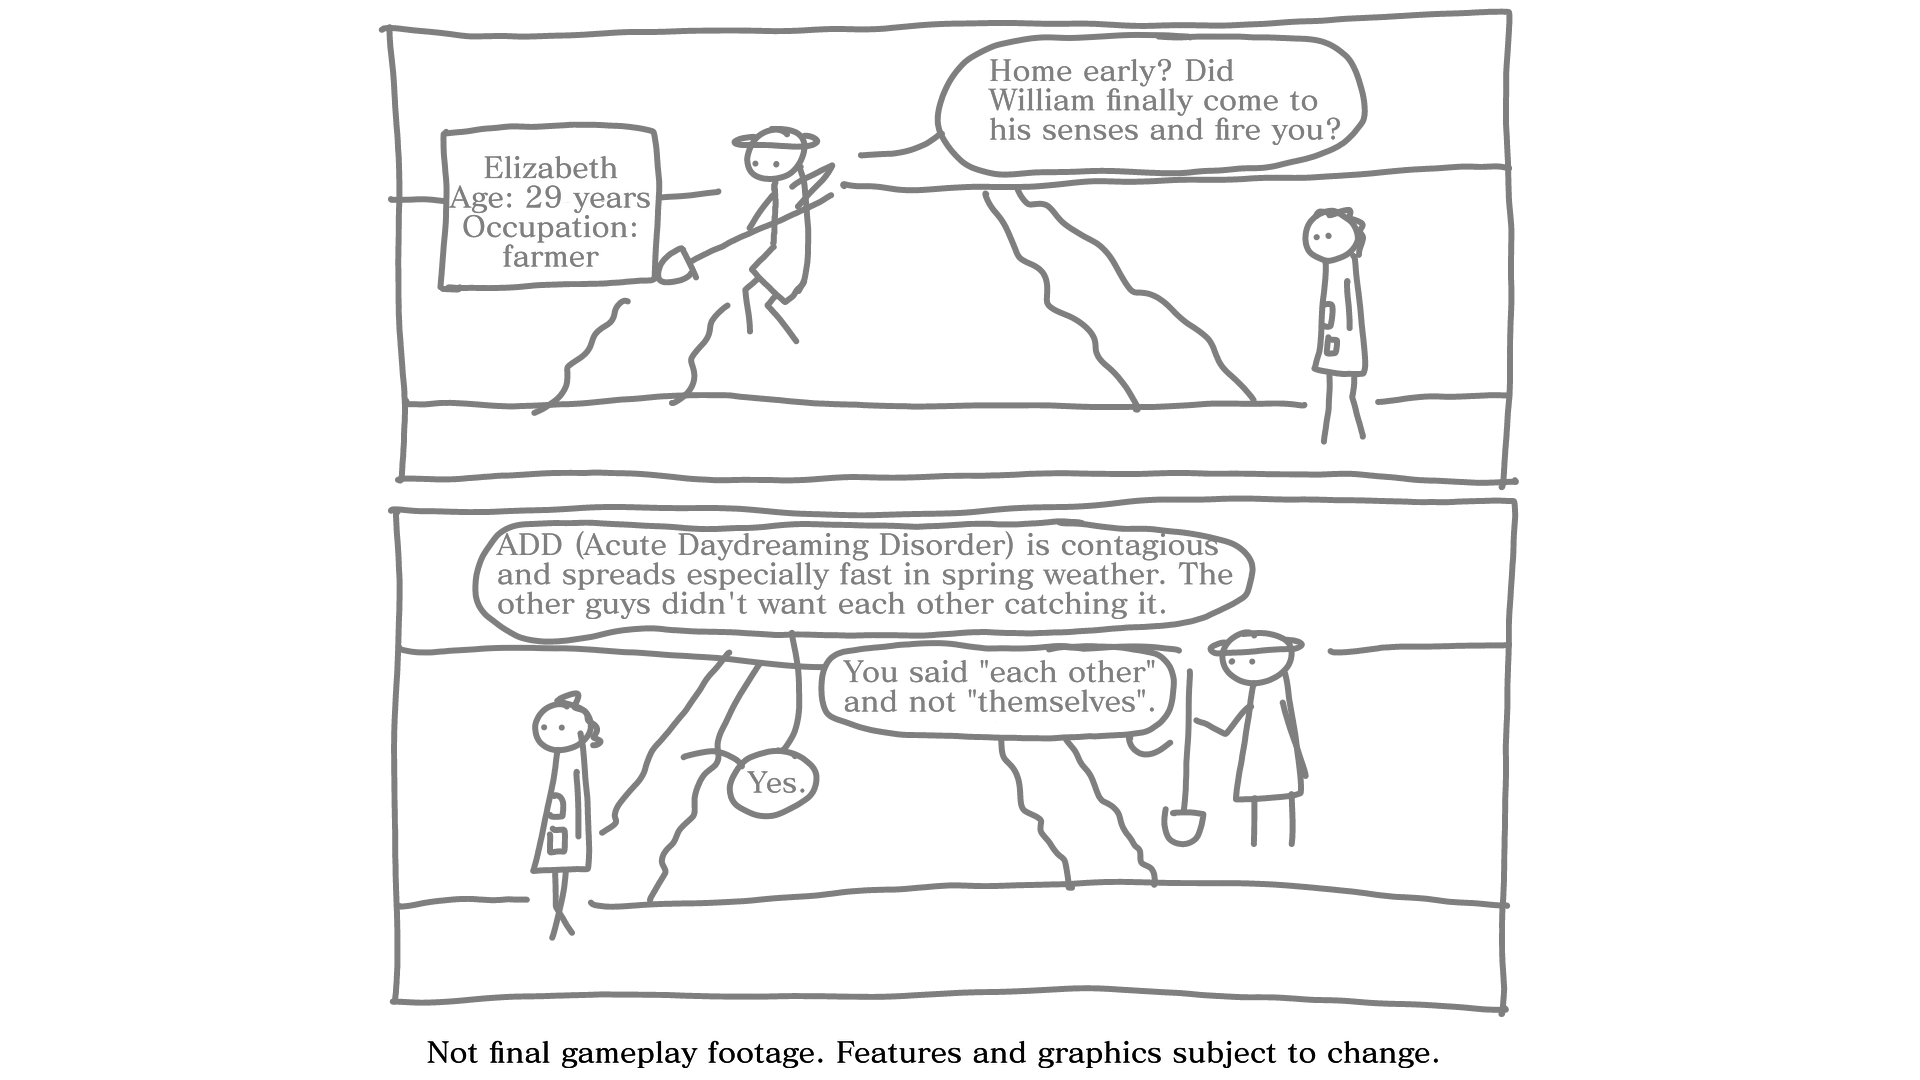 Home early? Did
William finally come to
his senses and fire you?
Elizabeth
Age: 29 years
Occupation:
farmer
ADD (Acute Daydreaming Disorder) is contagious
and spreads especially fast in spring weather. The
other guys didn't want each other catching it.
You said "each other"
and not "themselves".
Yes.
Not final gameplay footage. Features and graphics subject to change.